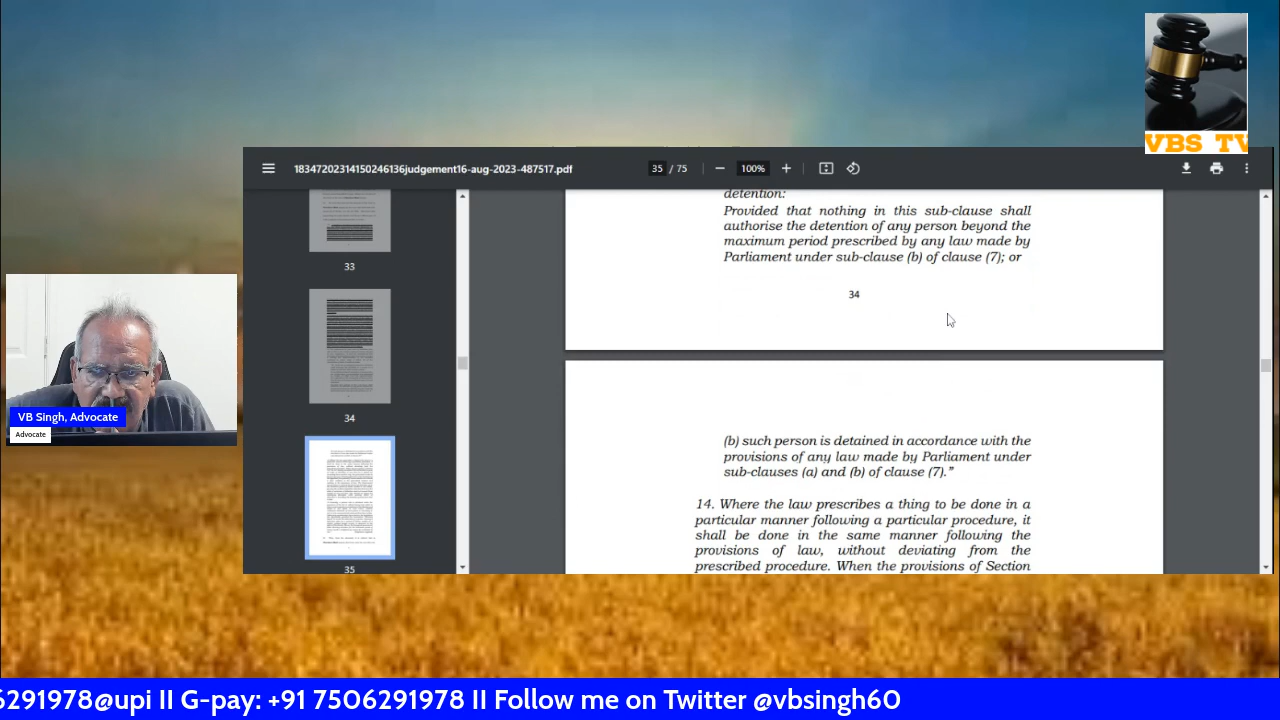 VBS TV
18347202314150246136judgement16-aug-2023-487517.pdf
35 / 75
100%
33
34
35
detention:
Provided that nothing in this sub-clause shall
authorise the detention of any person beyond the
maximum period prescribed by any law made by
Parliament under sub-clause (b) of clause (7); or
34
(b) such person is detained in accordance with the
provisions of any law made by Parliament under
sub-clauses (a) and (b) of clause (7)."
14. Where the law prescribes a thing to be done in a
particular manner following a particular procedure, it
shall be done in the same manner following the
provisions of law, without deviating from the
prescribed procedure. When the provisions of Section
VB Singh, Advocate
Advocate
6291978@upi II G-pay: +91 7506291978 II Follow me on Twitter @vbsingh60